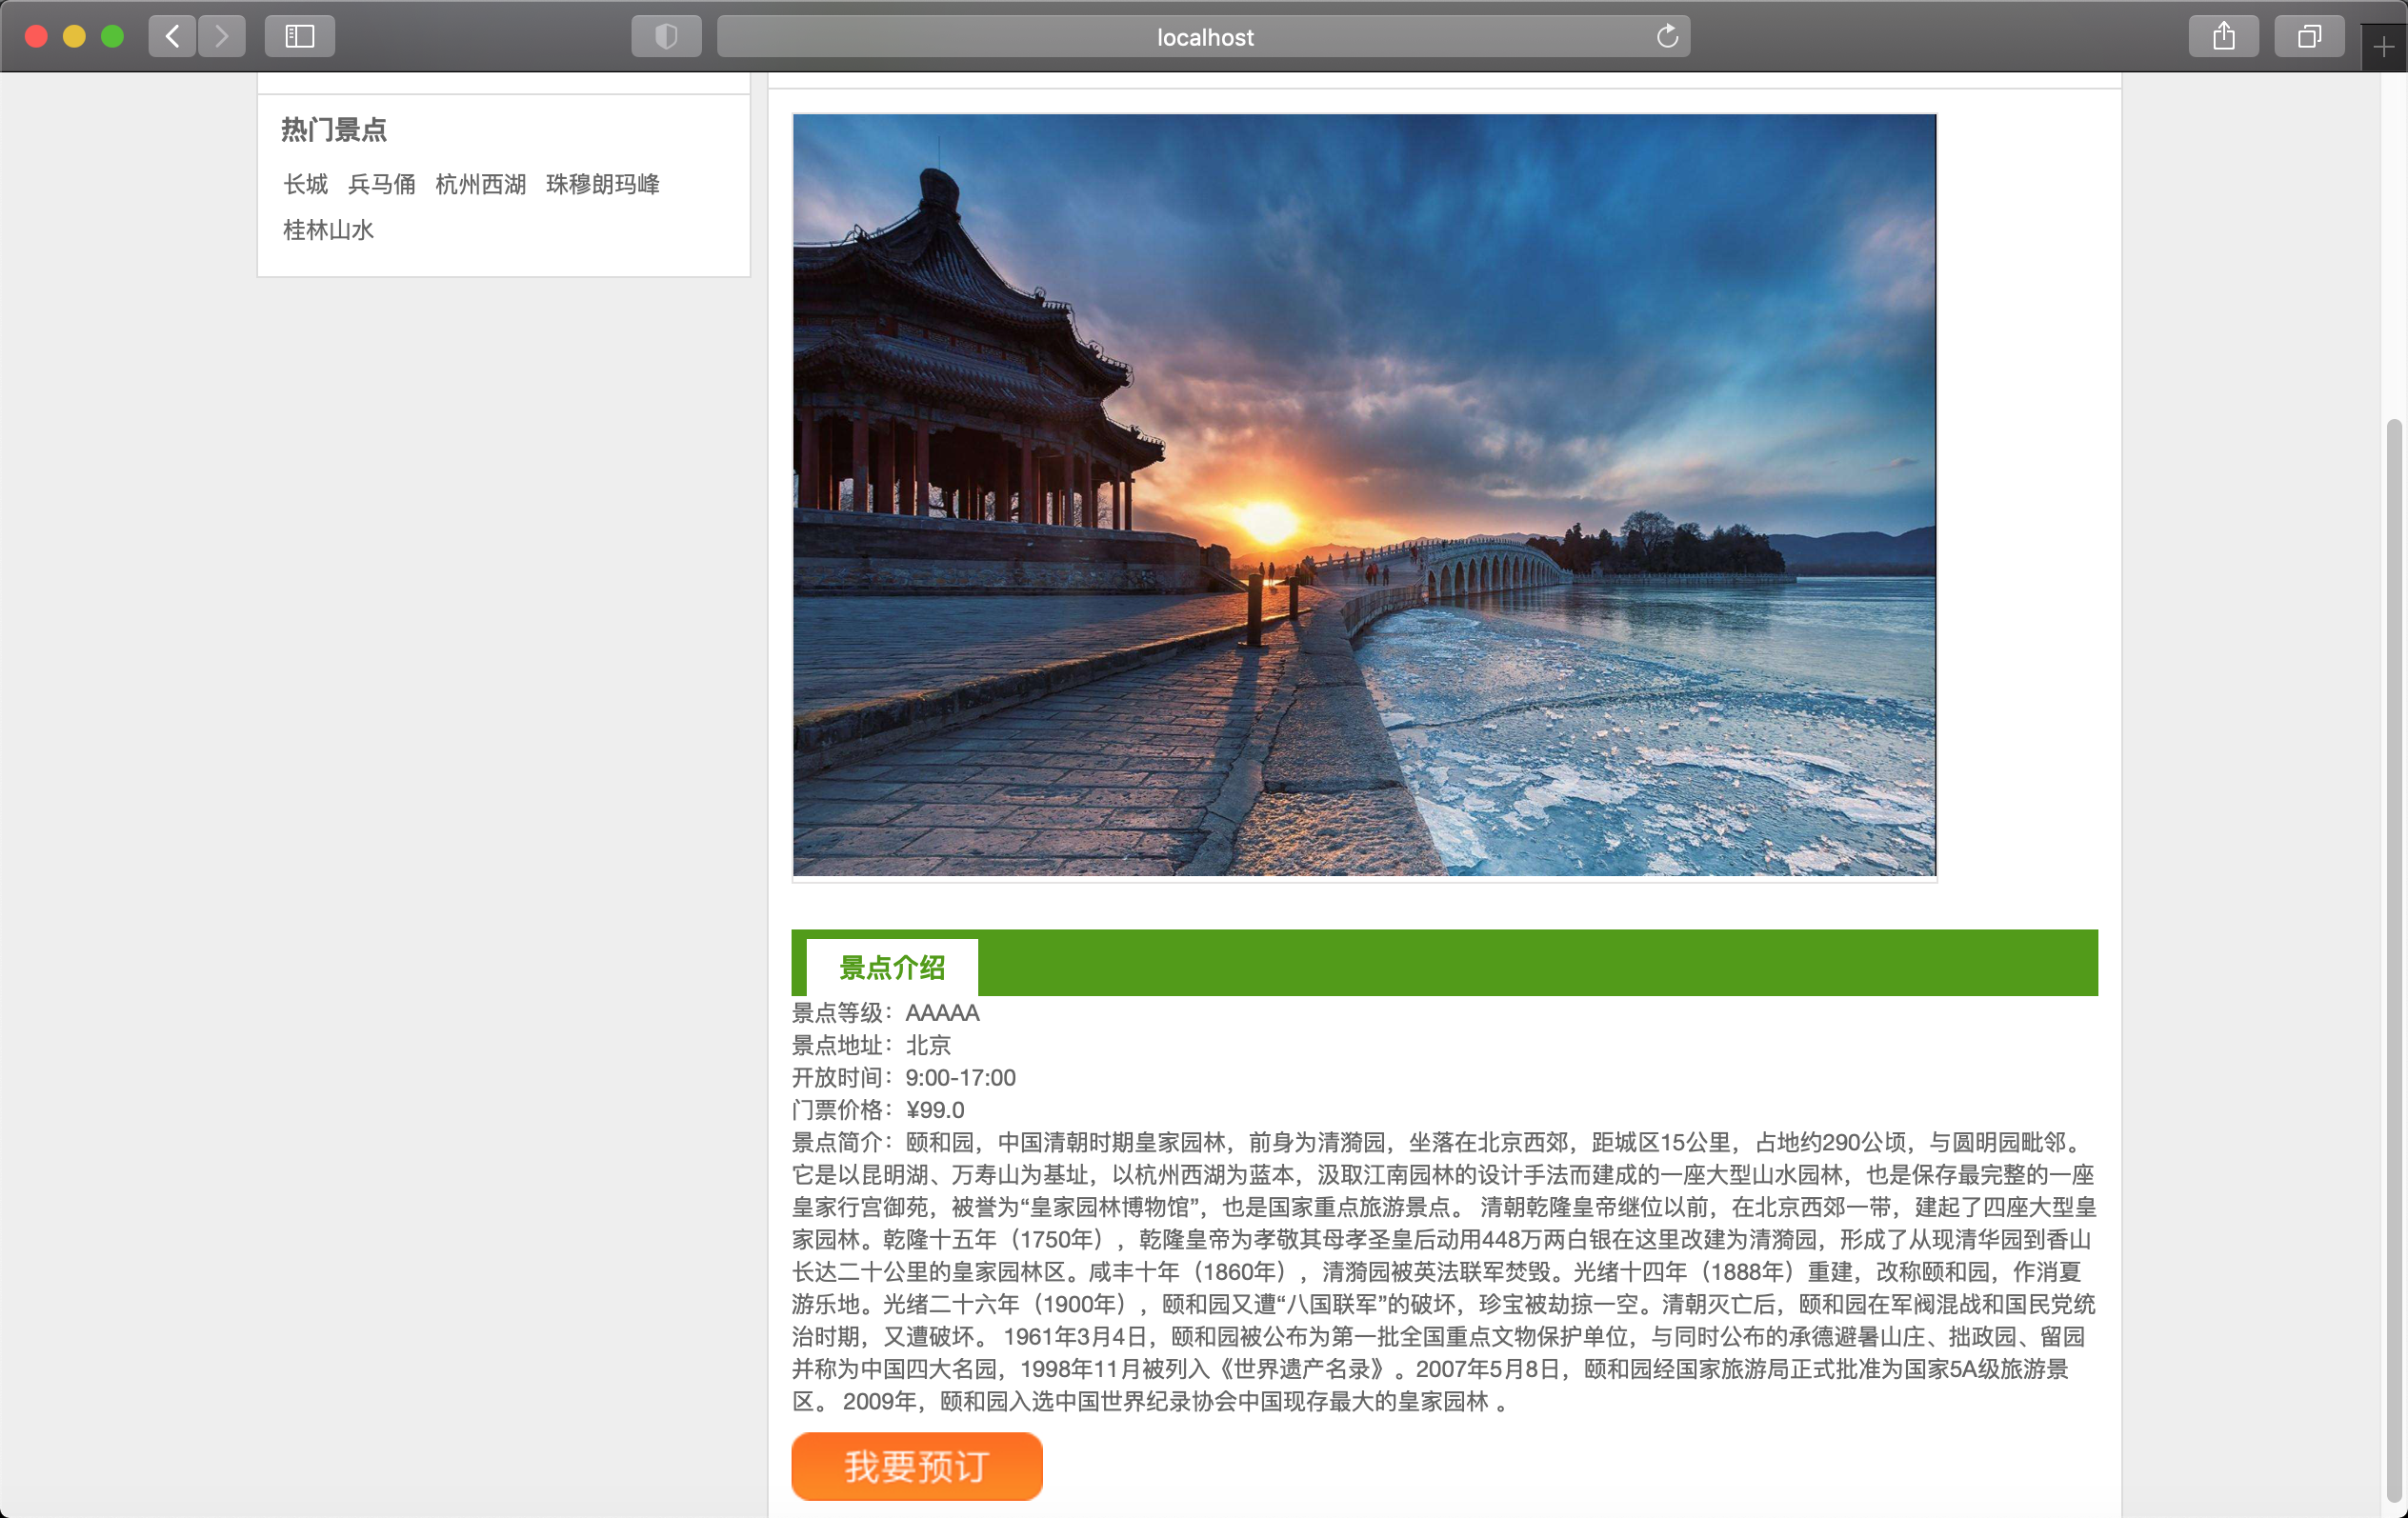 localhost
热门景点
长城 兵马俑 杭州西湖 珠穆朗玛峰
桂林山水
景点介绍
景点等级：AAAAA
景点地址：北京
开放时间：9:00-17:00
门票价格：¥99.0
景点简介：颐和园，中国清朝时期皇家园林，前身为清漪园，坐落在北京西郊，距城区15公里，占地约290公顷，与圆明园毗邻。
它是以昆明湖、万寿山为基址，以杭州西湖为蓝本，汲取江南园林的设计手法而建成的一座大型山水园林，也是保存最完整的一座
皇家行宫御苑，被誉为“皇家园林博物馆”，也是国家重点旅游景点。 清朝乾隆皇帝继位以前，在北京西郊一带，建起了四座大型皇
家园林。乾隆十五年（1750年），乾隆皇帝为孝敬其母孝圣皇后动用448万两白银在这里改建为清漪园，形成了从现清华园到香山
长达二十公里的皇家园林区。咸丰十年（1860年），清漪园被英法联军焚毁。光绪十四年（1888年）重建，改称颐和园，作消夏
游乐地。光绪二十六年（1900年），颐和园又遭“八国联军”的破坏，珍宝被劫掠一空。清朝灭亡后，颐和园在军阀混战和国民党统
治时期，又遭破坏。 1961年3月4日，颐和园被公布为第一批全国重点文物保护单位，与同时公布的承德避暑山庄、拙政园、留园
并称为中国四大名园，1998年11月被列入《世界遗产名录》。2007年5月8日，颐和园经国家旅游局正式批准为国家5A级旅游景
区。 2009年，颐和园入选中国世界纪录协会中国现存最大的皇家园林 。
我要预订